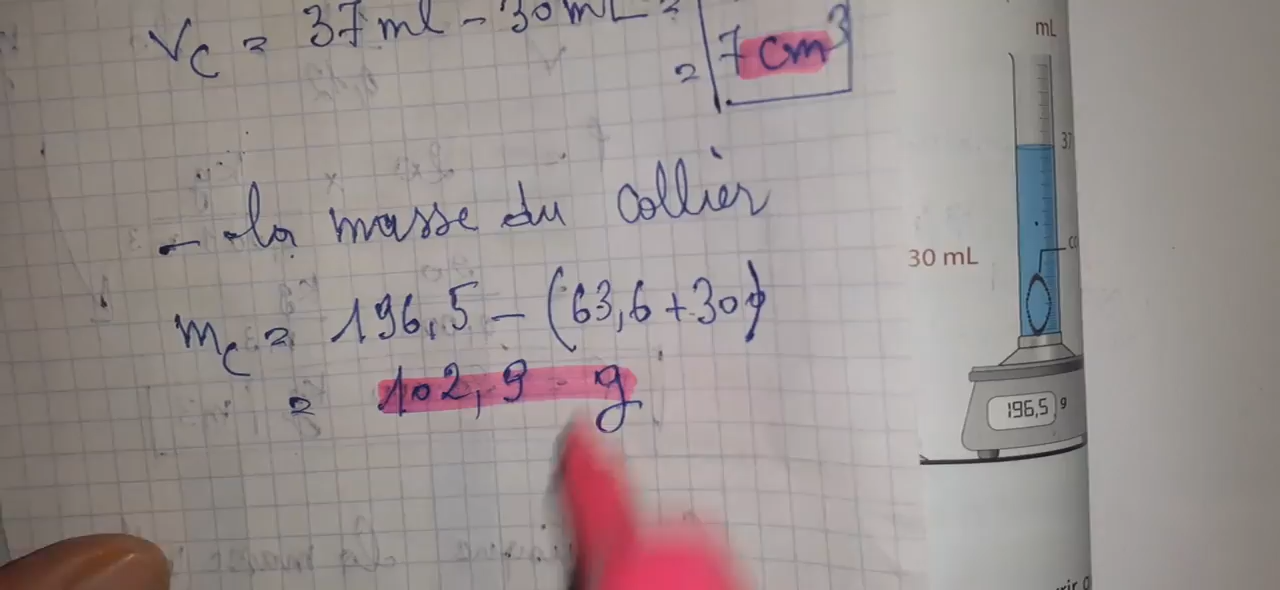 Vc = 37 ml - 30 mL =
= 7 cm³
- la masse du collier
mc = 196,5 - (63,6 + 30)
= 102,9 g
mL
37
30 mL
196,5 g